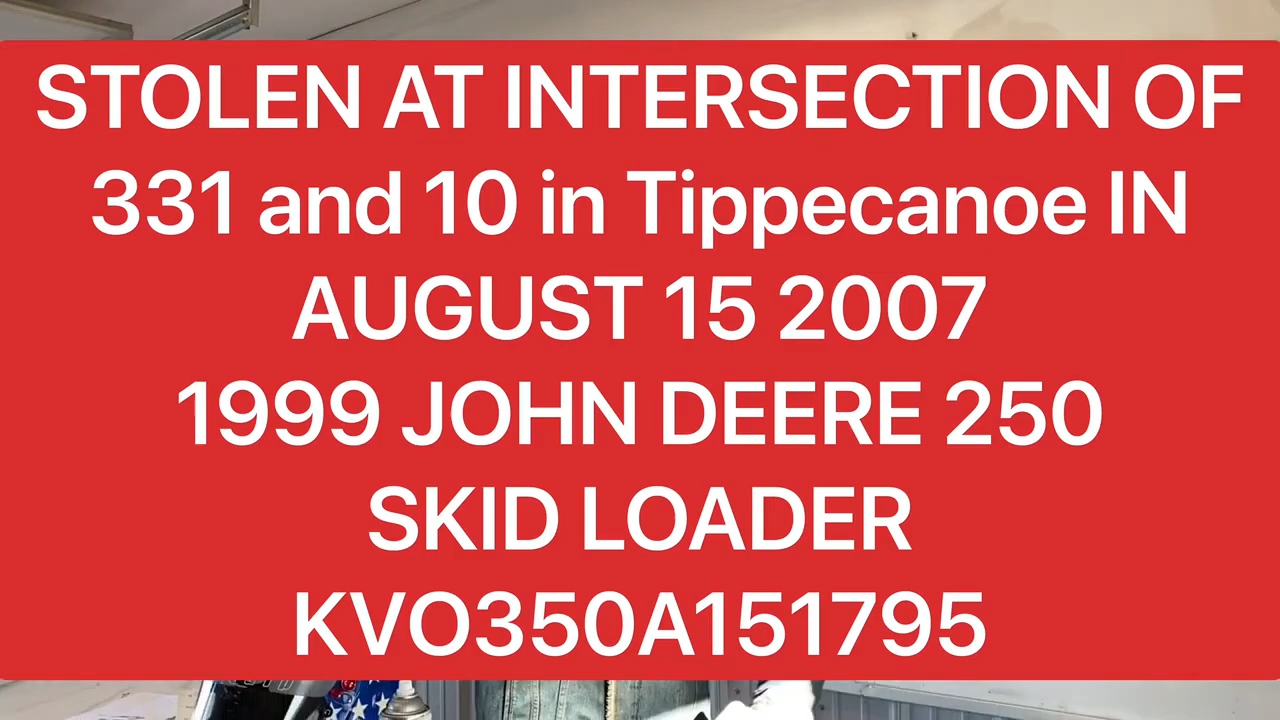 STOLEN AT INTERSECTION OF
331 and 10 in Tippecanoe IN
AUGUST 15 2007
1999 JOHN DEERE 250
SKID LOADER
KVO350A151795